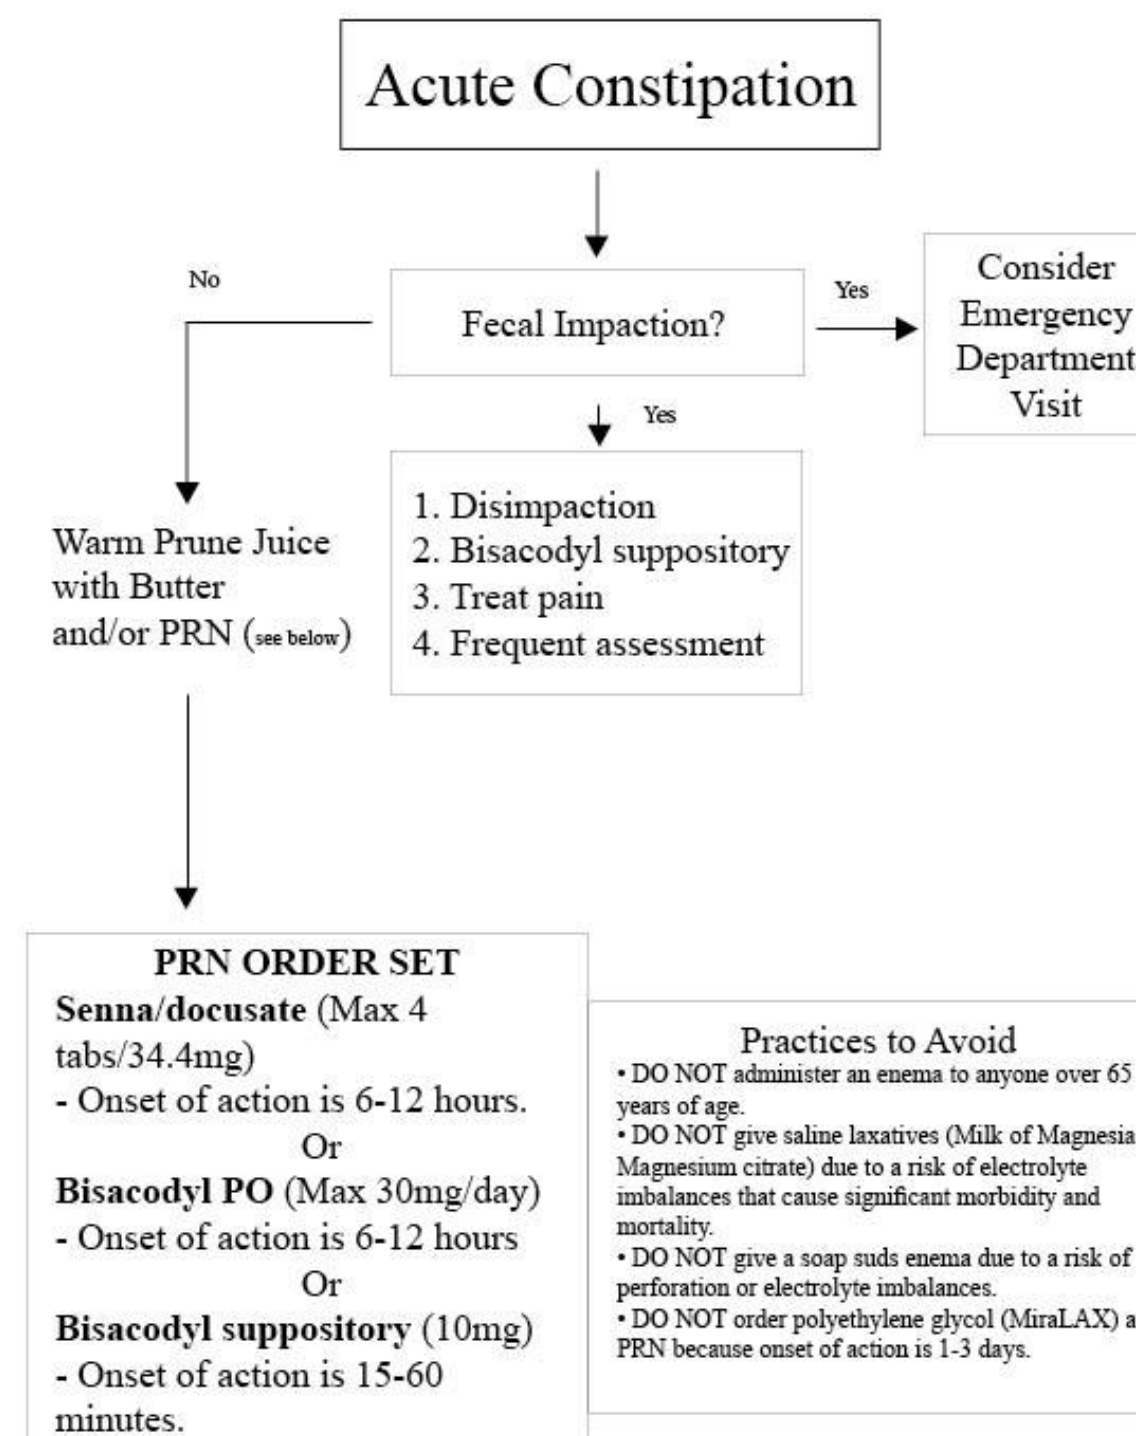 Acute Constipation
No
Fecal Impaction?
Yes
Consider
Emergency
Department
Visit
Yes
1. Disimpaction
2. Bisacodyl suppository
3. Treat pain
4. Frequent assessment
Warm Prune Juice
with Butter
and/or PRN (see below)
PRN ORDER SET
Senna/docusate (Max 4
tabs/34.4mg)
- Onset of action is 6-12 hours.
Or
Bisacodyl PO (Max 30mg/day)
- Onset of action is 6-12 hours
Or
Bisacodyl suppository (10mg)
- Onset of action is 15-60
minutes.
Practices to Avoid
• DO NOT administer an enema to anyone over 65
years of age.
• DO NOT give saline laxatives (Milk of Magnesia
Magnesium citrate) due to a risk of electrolyte
imbalances that cause significant morbidity and
mortality.
• DO NOT give a soap suds enema due to a risk of
perforation or electrolyte imbalances.
• DO NOT order polyethylene glycol (MiraLAX)
PRN because onset of action is 1-3 days.